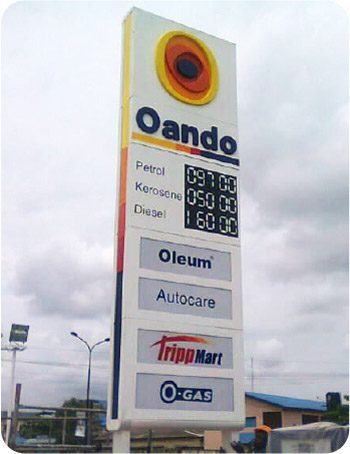 Oando
Petrol 097.00
Kerosene 050.00
Diesel 160.00
Oleum®
Autocare
TrippMart
O-GAS